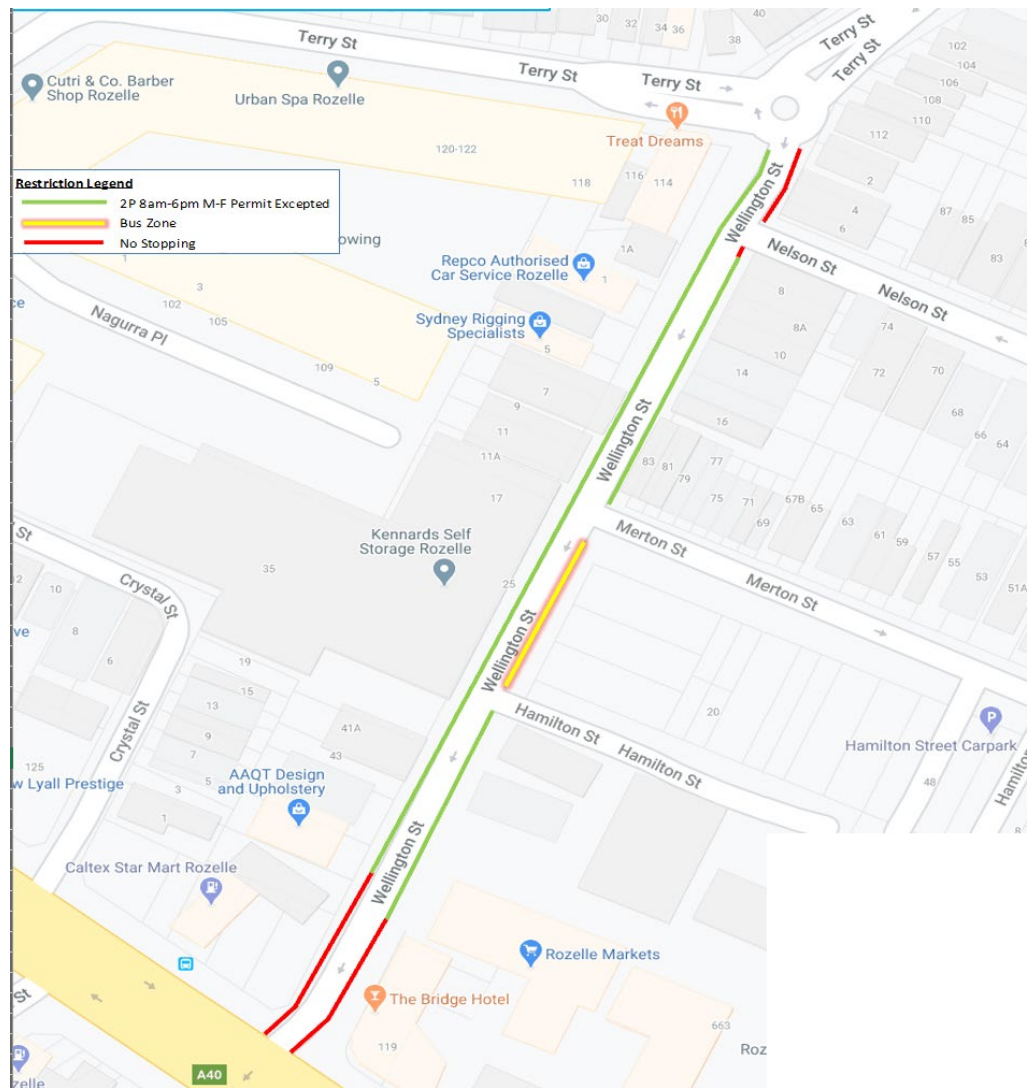 30
32
34
36
40
38
Terry St
Terry St
Terry St
Terry St
Terry St
102
104
106
108
110
112
Cutri & Co. Barber
Shop Rozelle
Urban Spa Rozelle
Treat Dreams
120-122
118
116
114
2
4
6
87
85
83
Restriction Legend
2P 8am-6pm M-F Permit Excepted
Bus Zone
No Stopping
owing
1
Wellington St
1A
Nelson St
Nelson St
Repco Authorised
Car Service Rozelle
1
3
102
105
Nagurra Pl
109
5
Sydney Rigging
Specialists
5
8
8A
10
14
16
74
72
70
68
66
64
7
9
11
11A
17
Wellington St
83
81
79
77
75
71
69
67B
65
63
61
59
57
55
53
51A
Merton St
Merton St
Kennards Self
Storage Rozelle
35
25
St
Crystal St
12
10
8
6
ve
19
15
13
9
7
5
3
1
Crystal St
Wellington St
Hamilton St
Hamilton St
20
Hamilton Street Carpark
48
Hamilton
8
41A
43
125
w Lyall Prestige
AAQT Design
and Upholstery
Wellington St
Caltex Star Mart Rozelle
Rozelle Markets
The Bridge Hotel
119
663
Roz
St
A40
zelle